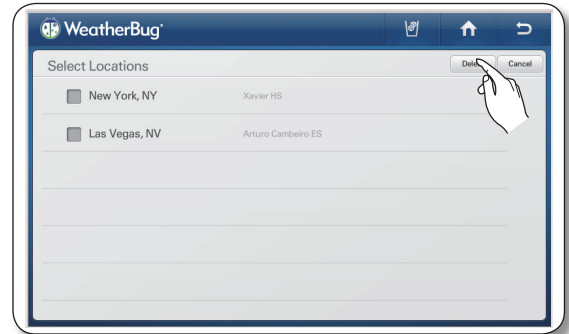 WeatherBug®
Select Locations
Cancel
New York, NY Xavier HS
Las Vegas, NV Arturo Cambeiro ES